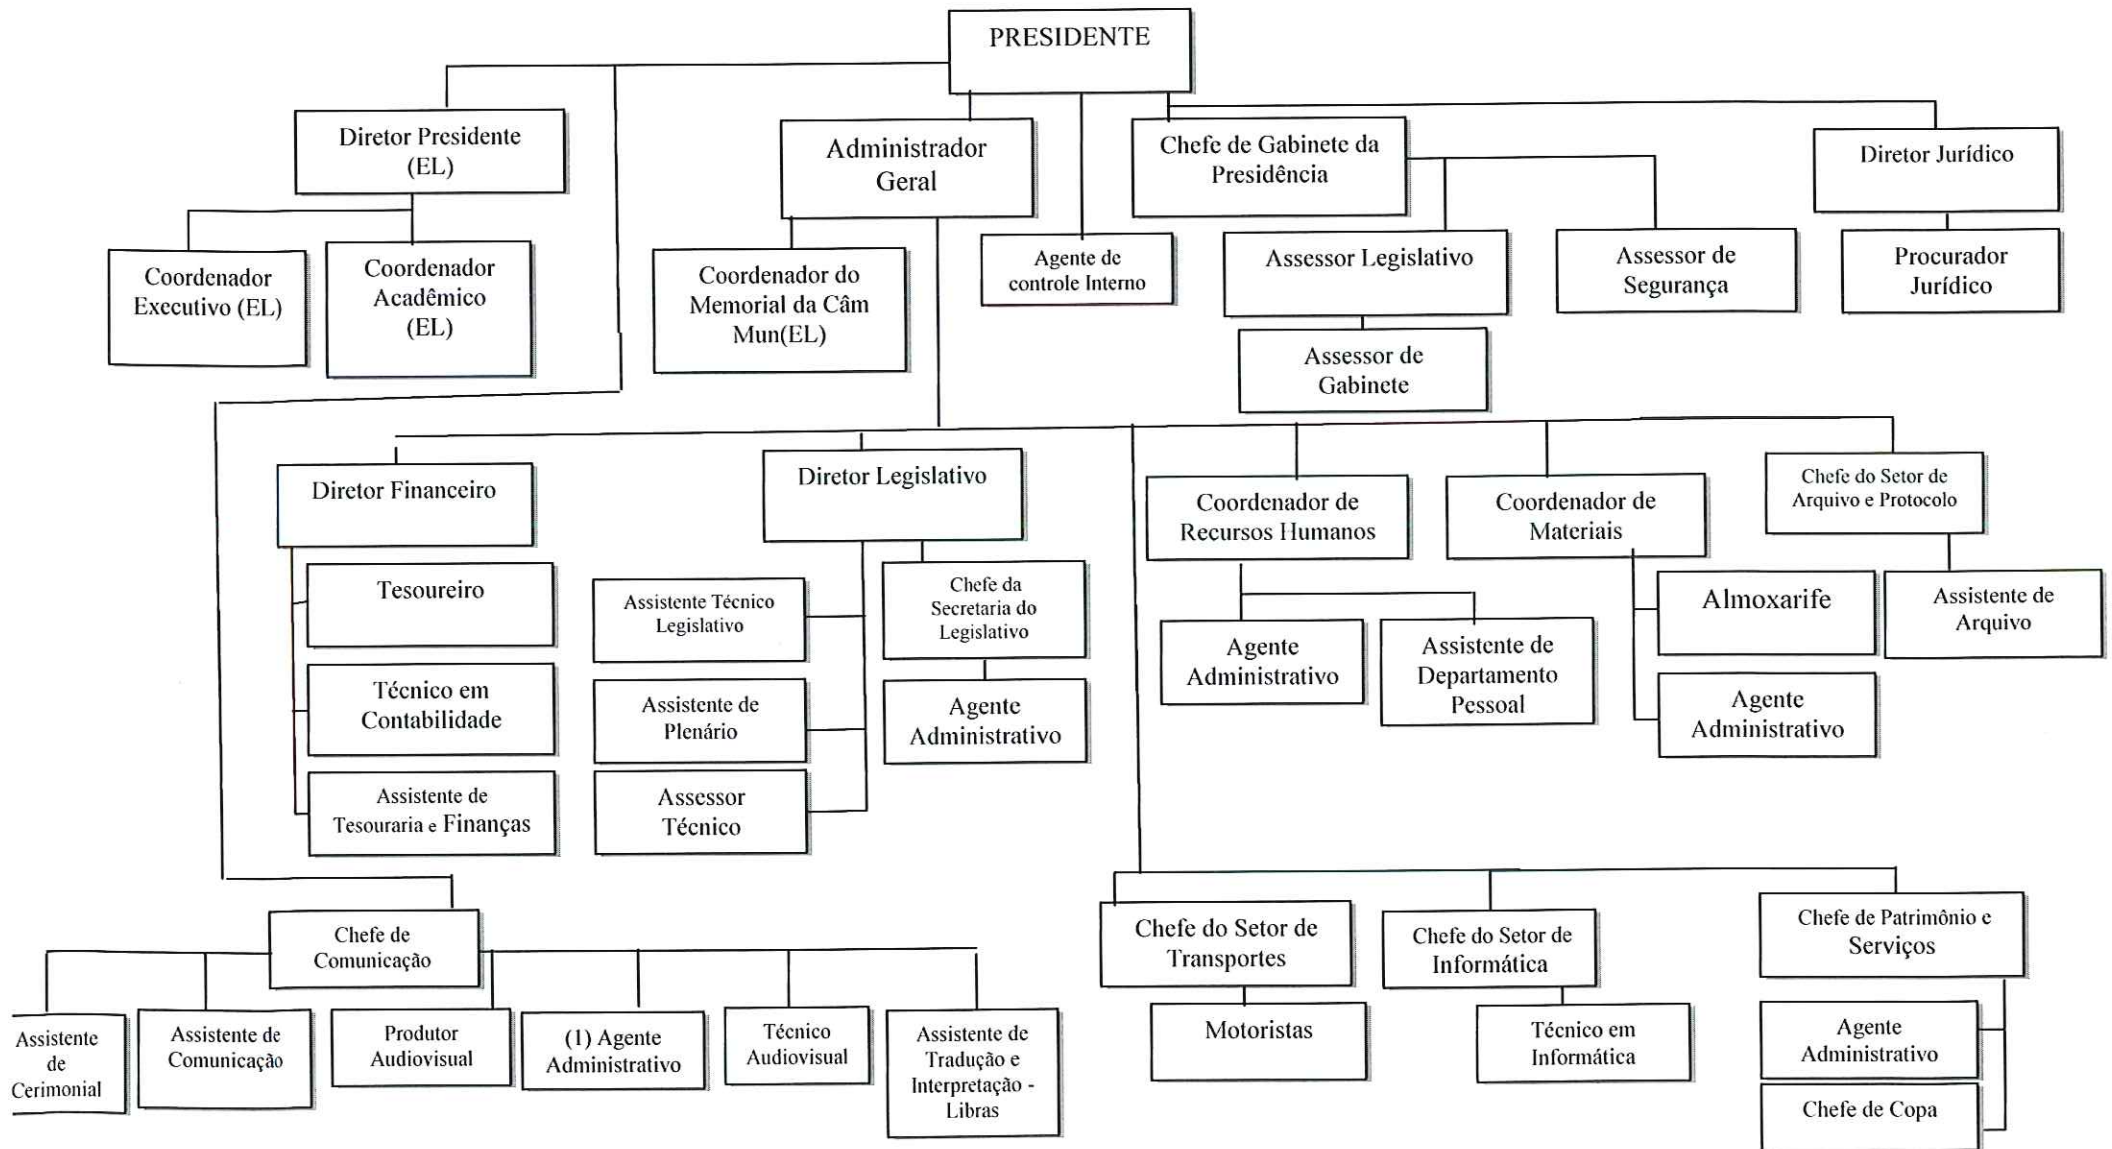 PRESIDENTE
Diretor Presidente
(EL)
Administrador
Geral
Chefe de Gabinete da
Presidência
Diretor Jurídico
Coordenador
Executivo (EL)
Coordenador
Acadêmico
(EL)
Coordenador do
Memorial da Câm
Mun(EL)
Agente de
controle Interno
Assessor Legislativo
Assessor de
Segurança
Procurador
Jurídico
Assessor de
Gabinete
Diretor Financeiro
Diretor Legislativo
Coordenador de
Recursos Humanos
Coordenador de
Materiais
Chefe do Setor de
Arquivo e Protocolo
Tesoureiro
Assistente Técnico
Legislativo
Chefe da
Secretaria do
Legislativo
Agente
Administrativo
Assistente de
Departamento
Pessoal
Almoxarife
Assistente de
Arquivo
Técnico em
Contabilidade
Assistente de
Plenário
Agente
Administrativo
Agente
Administrativo
Assistente de
Tesouraria e Finanças
Assessor
Técnico
Chefe de
Comunicação
Chefe do Setor de
Transportes
Chefe do Setor de
Informática
Chefe de Patrimônio e
Serviços
Assistente
de
Cerimonial
Assistente de
Comunicação
Produtor
Audiovisual
(1) Agente
Administrativo
Técnico
Audiovisual
Assistente de
Tradução e
Interpretação -
Libras
Motoristas
Técnico em
Informática
Agente
Administrativo
Chefe de Copa